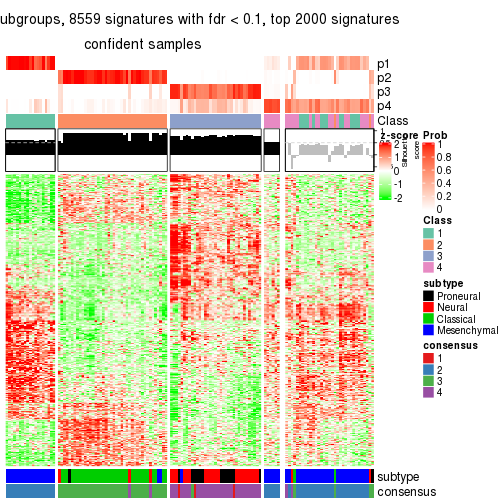 ubgroups, 8559 signatures with fdr < 0.1, top 2000 signatures
confident samples
p1
p2
p3
p4
Class
z-score Prob
2
1
0
-1
-2
Silhouette
score
1
0.8
0.6
0.4
0.2
0
Class
1
2
3
4
subtype
Proneural
Neural
Classical
Mesenchymal
consensus
1
2
3
4
subtype
consensus